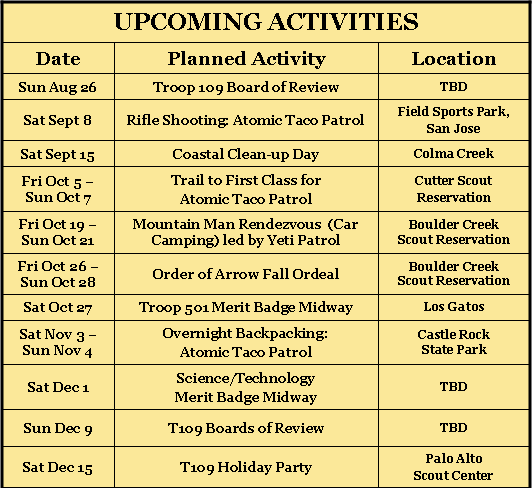 UPCOMING ACTIVITIES
Date Planned Activity Location
Sun Aug 26 Troop 109 Board of Review TBD
Sat Sept 8 Rifle Shooting: Atomic Taco Patrol Field Sports Park,
San Jose
Sat Sept 15 Coastal Clean-up Day Colma Creek
Fri Oct 5 – Trail to First Class for Cutter Scout
Sun Oct 7 Atomic Taco Patrol Reservation
Fri Oct 19 – Mountain Man Rendezvous (Car Boulder Creek
Sun Oct 21 Camping) led by Yeti Patrol Scout Reservation
Fri Oct 26 – Order of Arrow Fall Ordeal Boulder Creek
Sun Oct 28 Scout Reservation
Sat Oct 27 Troop 501 Merit Badge Midway Los Gatos
Sat Nov 3 – Overnight Backpacking: Castle Rock
Sun Nov 4 Atomic Taco Patrol State Park
Sat Dec 1 Science/Technology TBD
Merit Badge Midway
Sun Dec 9 T109 Boards of Review TBD
Sat Dec 15 T109 Holiday Party Palo Alto
Scout Center